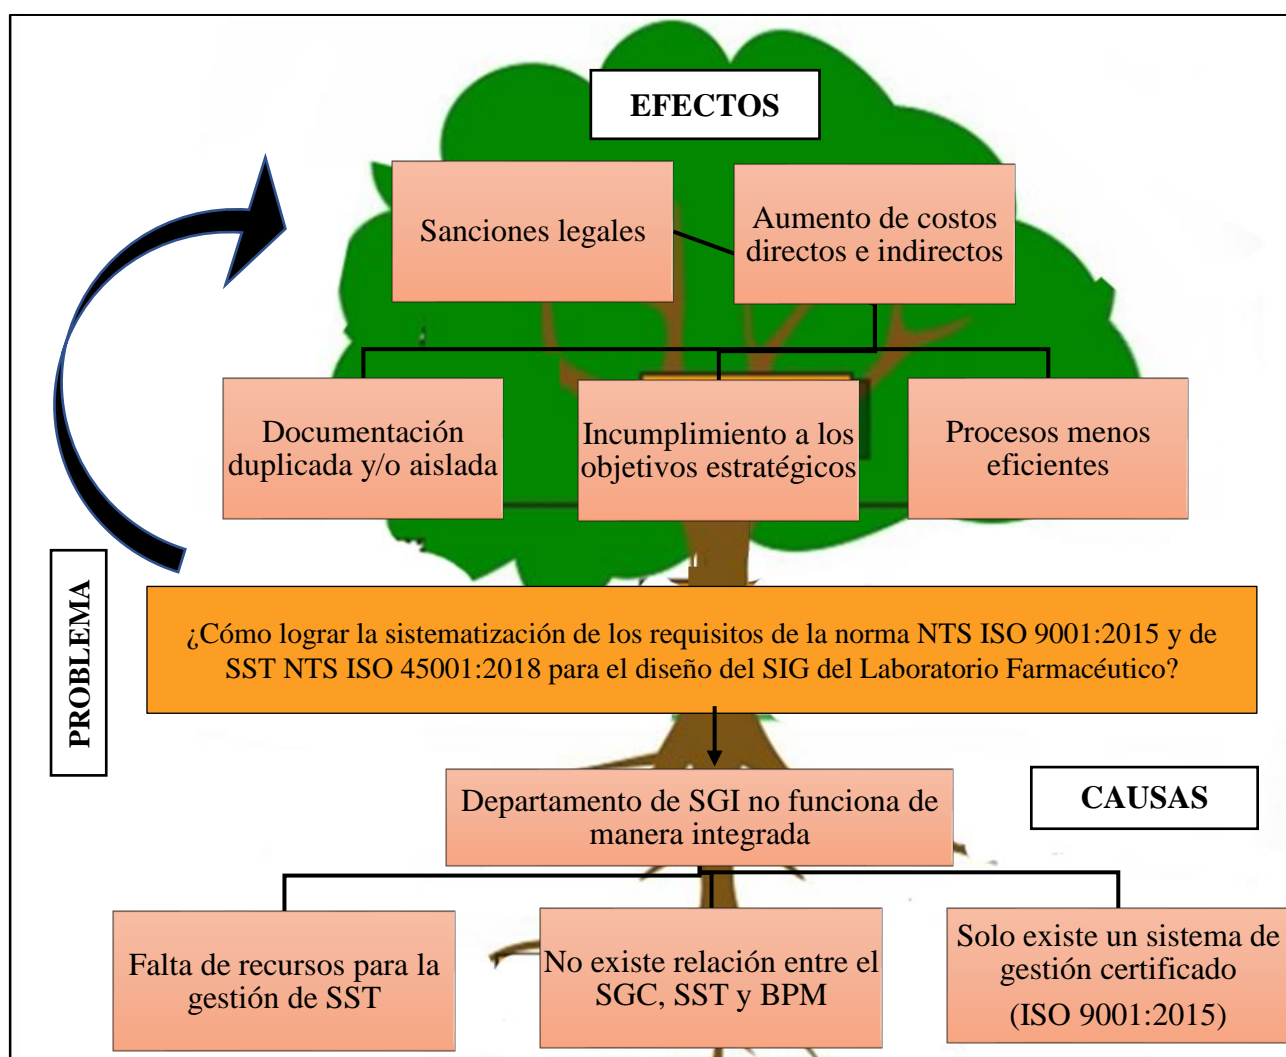 EFECTOS
Sanciones legales
Aumento de costos
directos e indirectos
Documentación
duplicada y/o aislada
Incumplimiento a los
objetivos estratégicos
Procesos menos
eficientes
PROBLEMA
¿Cómo lograr la sistematización de los requisitos de la norma NTS ISO 9001:2015 y de
SST NTS ISO 45001:2018 para el diseño del SIG del Laboratorio Farmacéutico?
Departamento de SGI no funciona de
manera integrada
CAUSAS
Falta de recursos para la
gestión de SST
No existe relación entre el
SGC, SST y BPM
Solo existe un sistema de
gestión certificado
(ISO 9001:2015)